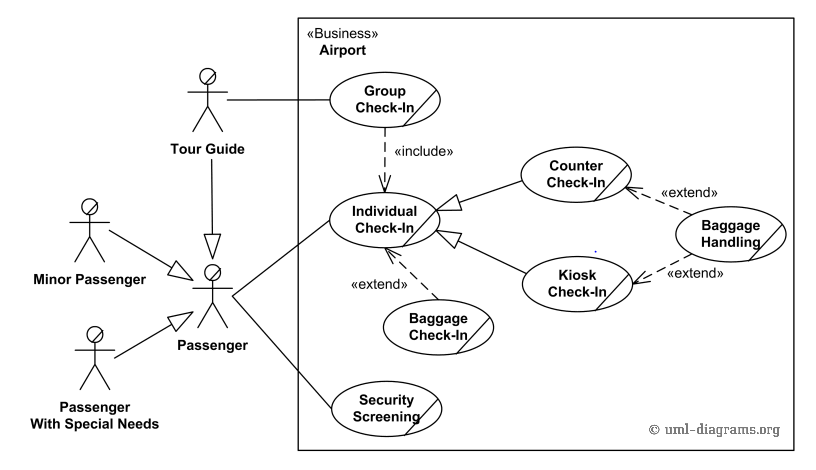 «Business»
Airport
Group
Check-In
Tour Guide
«include»
Counter
Check-In
«extend»
Individual
Check-In
Baggage
Handling
Minor Passenger
«extend»
Kiosk
Check-In
«extend»
Passenger
Baggage
Check-In
Passenger
With Special Needs
Security
Screening
© uml-diagrams.org